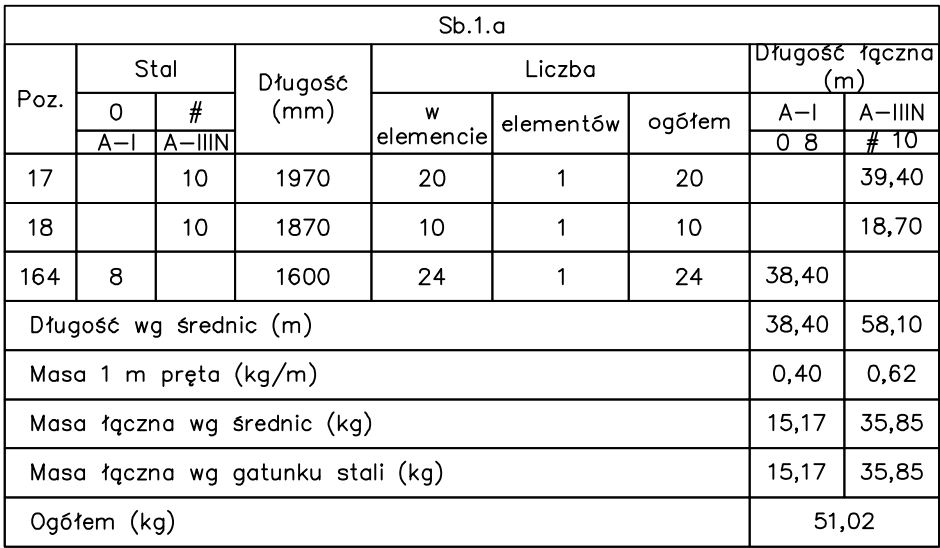 Sb.1.a
Poz. Stal Długość (mm) Liczba Długość łączna (m)
0 # w elemencie elementów ogółem A-I A-IIIN
A-I A-IIIN 0 8 # 10
17 10 1970 20 1 20 39,40
18 10 1870 10 1 10 18,70
164 8 1600 24 1 24 38,40
Długość wg średnic (m) 38,40 58,10
Masa 1 m pręta (kg/m) 0,40 0,62
Masa łączna wg średnic (kg) 15,17 35,85
Masa łączna wg gatunku stali (kg) 15,17 35,85
Ogółem (kg) 51,02